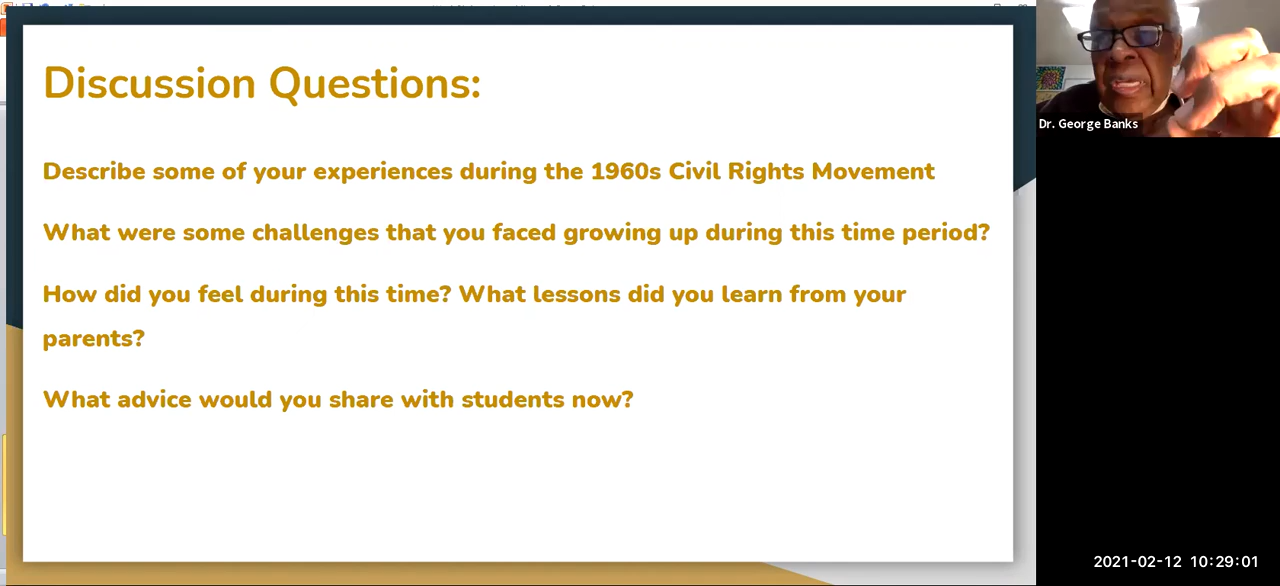 Discussion Questions:
Describe some of your experiences during the 1960s Civil Rights Movement
What were some challenges that you faced growing up during this time period?
How did you feel during this time? What lessons did you learn from your
parents?
What advice would you share with students now?
Dr. George Banks
2021-02-12 10:29:01